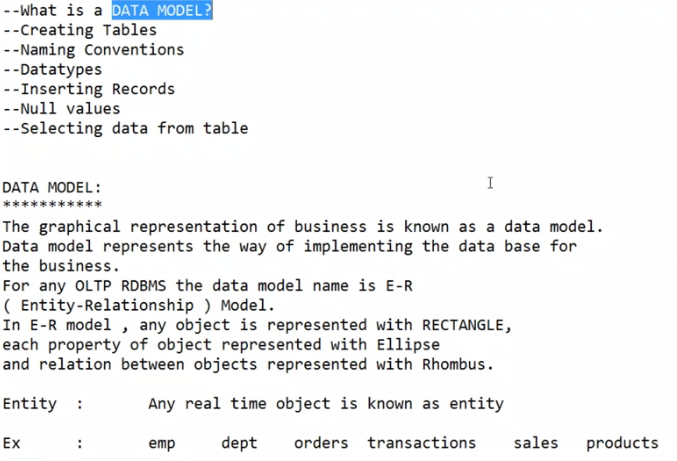 --What is a DATA MODEL?
--Creating Tables
--Naming Conventions
--Datatypes
--Inserting Records
--Null values
--Selecting data from table
DATA MODEL:
***********
The graphical representation of business is known as a data model.
Data model represents the way of implementing the data base for
the business.
For any OLTP RDBMS the data model name is E-R
( Entity-Relationship ) Model.
In E-R model , any object is represented with RECTANGLE,
each property of object represented with Ellipse
and relation between objects represented with Rhombus.
Entity : Any real time object is known as entity
Ex : emp dept orders transactions sales products